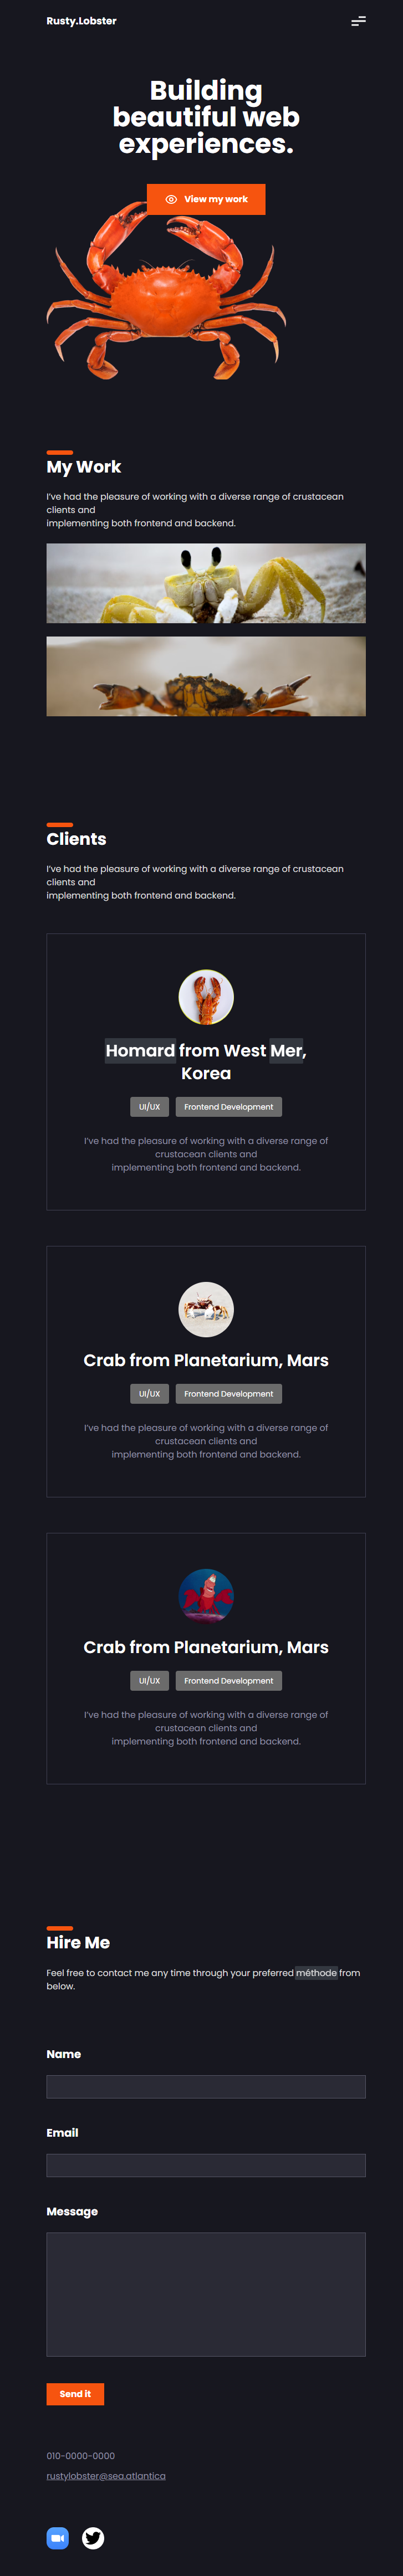 Rusty.Lobster
Building
beautiful web
experiences.
View my work
My Work
I've had the pleasure of working with a diverse range of crustacean
clients and
implementing both frontend and backend.
Clients
I've had the pleasure of working with a diverse range of crustacean
clients and
implementing both frontend and backend.
Homard from West Mer,
Korea
UI/UX Frontend Development
I've had the pleasure of working with a diverse range of
crustacean clients and
implementing both frontend and backend.
Crab from Planetarium, Mars
UI/UX Frontend Development
I've had the pleasure of working with a diverse range of
crustacean clients and
implementing both frontend and backend.
Crab from Planetarium, Mars
UI/UX Frontend Development
I've had the pleasure of working with a diverse range of
crustacean clients and
implementing both frontend and backend.
Hire Me
Feel free to contact me any time through your preferred méthode from
below.
Name
Email
Message
Send it
010-0000-0000
rustylobster@sea.atlantica